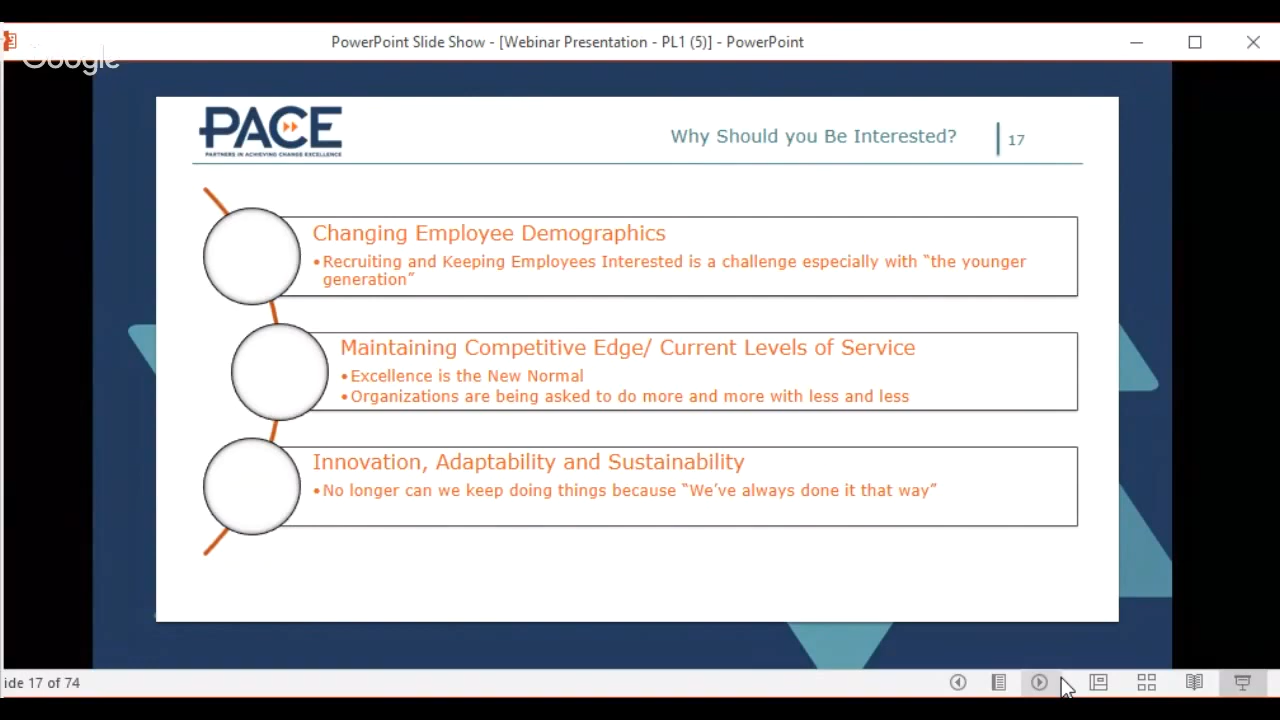 PowerPoint Slide Show - [Webinar Presentation - PL1 (5)] - PowerPoint
Google
PACE
PARTNERS IN ACHIEVING CHANGE EXCELLENCE
Why Should you Be Interested?
17
Changing Employee Demographics
•Recruiting and Keeping Employees Interested is a challenge especially with “the younger
generation”
Maintaining Competitive Edge/ Current Levels of Service
•Excellence is the New Normal
•Organizations are being asked to do more and more with less and less
Innovation, Adaptability and Sustainability
•No longer can we keep doing things because “We’ve always done it that way”
ide 17 of 74